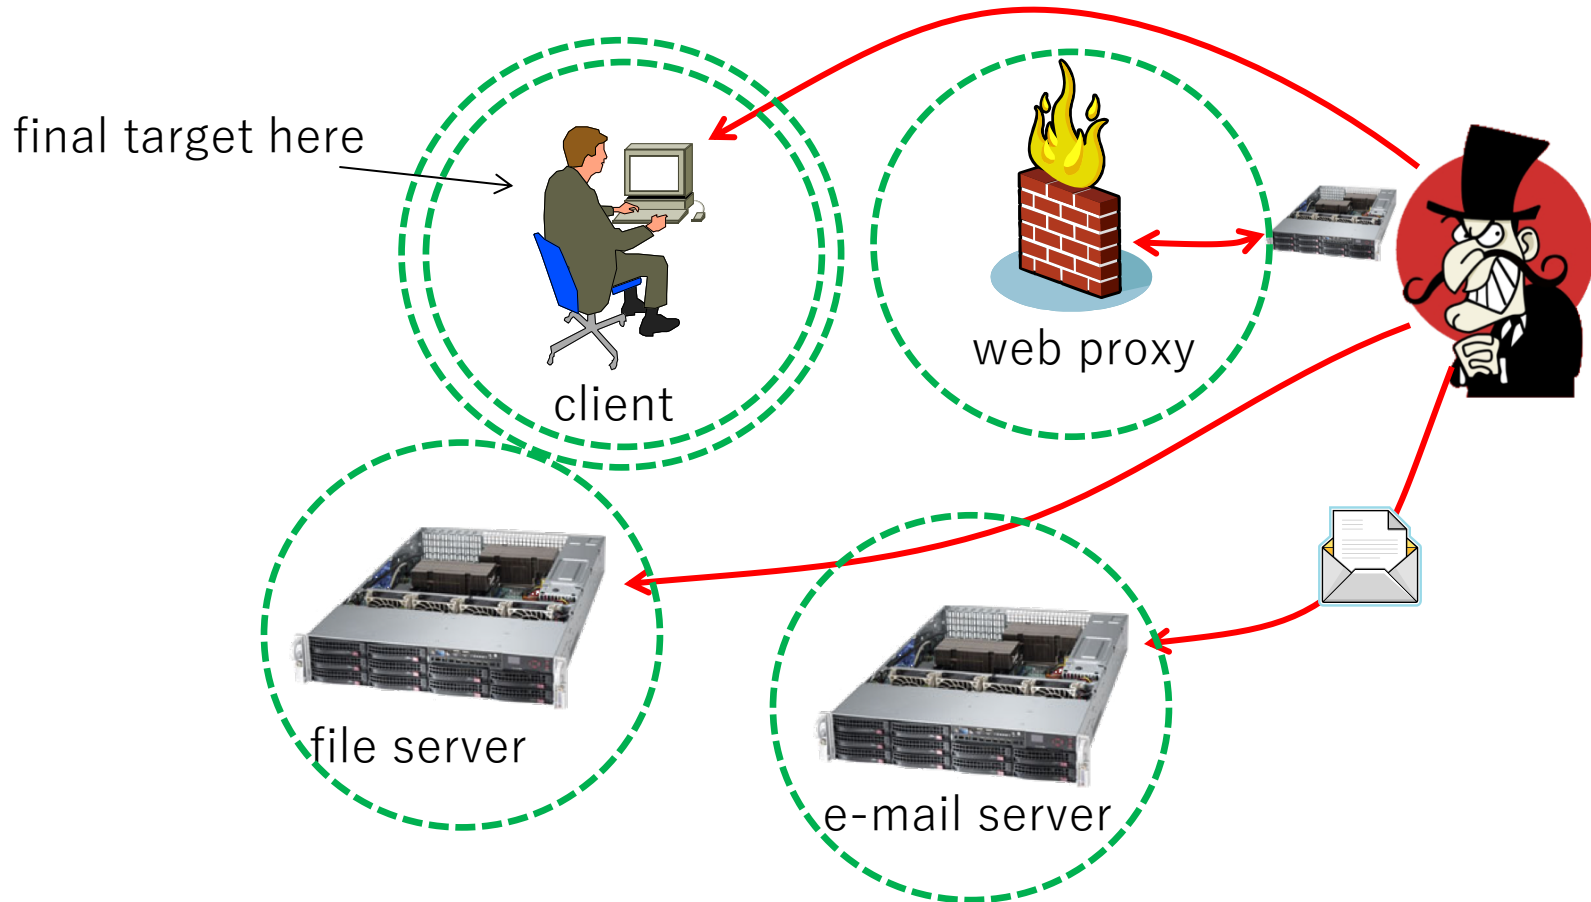 final target here
web proxy
client
file server
e-mail server